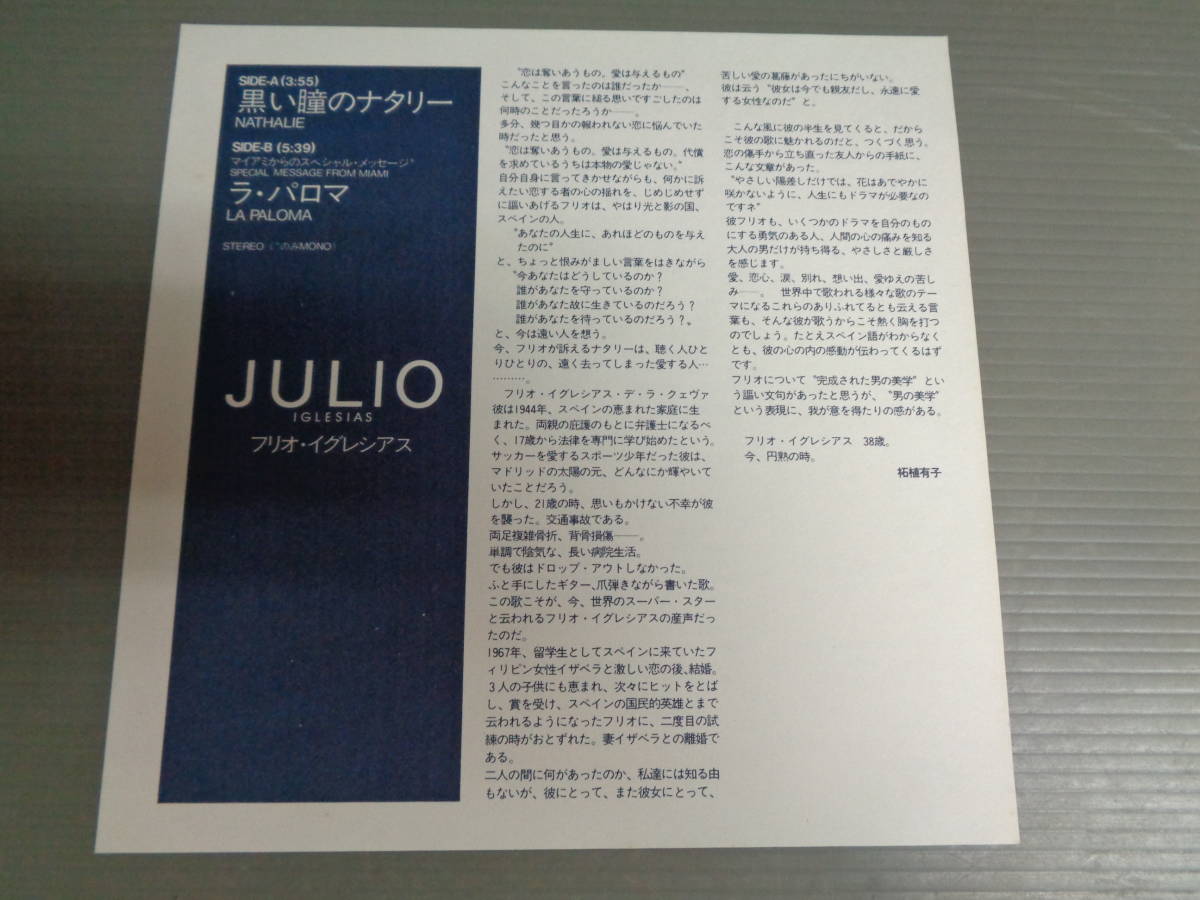 SIDE-A (3:55)
黒い瞳のナタリー
NATHALIE
SIDE-B (5:39)
マイアミからのスペシャル・メッセージ*
SPECIAL MESSAGE FROM MIAMI
ラ・パロマ
LA PALOMA
STEREO (*のみMONO)
JULIO
IGLESIAS
フリオ・イグレシアス
“恋は奪いあうもの。愛は与えるもの”
こんなことを言ったのは誰だったか──、
そして、この言葉に縋る思いですごしたのは
何時のことだったろうか──。
多分、幾つ目かの報われない恋に悩んでいた
時だったと思う。
“恋は奪いあうもの。愛は与えるもの。代償
を求めているうちは本物の愛じゃない。”
自分自身に言ってきかせながらも、何かに訴
えたい恋する者の心の揺れを、じめじめせず
に謳いあげるフリオは、やはり光と影の国、
スペインの人。
“あなたの人生に、あれほどのものを与え
たのに”
と、ちょっと恨みがましい言葉をはきながら
“今あなたはどうしているのか？
誰があなたを守っているのか？
誰があなた故に生きているのだろう？
誰があなたを待っているのだろう？„
と、今は遠い人を想う。
今、フリオが訴えるナタリーは、聴く人ひと
りひとりの、遠く去ってしまった愛する人…
………。
フリオ・イグレシアス・デ・ラ・クェヴァ
彼は1944年、スペインの恵まれた家庭に生
まれた。両親の庇護のもとに弁護士になるべ
く、17歳から法律を専門に学び始めたという。
サッカーを愛するスポーツ少年だった彼は、
マドリッドの太陽の元、どんなにか輝やいて
いたことだろう。
しかし、21歳の時、思いもかけない不幸が彼
を襲った。交通事故である。
両足複雑骨折、背骨損傷──。
単調で陰気な、長い病院生活。
でも彼はドロップ・アウトしなかった。
ふと手にしたギター、爪弾きながら書いた歌。
この歌こそが、今、世界のスーパー・スター
と云われるフリオ・イグレシアスの産声だっ
たのだ。
1967年、留学生としてスペインに来ていたフ
ィリピン女性イザベラと激しい恋の後、結婚。
3人の子供にも恵まれ、次々にヒットをとば
し、賞を受け、スペインの国民的英雄とまで
云われるようになったフリオに、二度目の試
練の時がおとずれた。妻イザベラとの離婚で
ある。
二人の間に何があったのか、私達には知る由
もないが、彼にとって、また彼女にとって、
苦しい愛の葛藤があったにちがいない。
彼は云う“彼女は今でも親友だし、永遠に愛
する女性なのだ”と。
こんな風に彼の半生を見てくると、だから
こそ彼の歌に魅かれるのだと、つくづく思う。
恋の傷手から立ち直った友人からの手紙に、
こんな文章があった。
“やさしい陽差しだけでは、花はあでやかに
咲かないように、人生にもドラマが必要なの
ですネ”
彼フリオも、いくつかのドラマを自分のもの
にする勇気のある人、人間の心の痛みを知る
大人の男だけが持ち得る、やさしさと厳しさ
を感じます。
愛、恋心、涙、別れ、想い出、愛ゆえの苦し
み──。 世界中で歌われる様々な歌のテー
マになるこれらのありふれてるとも云える言
葉も、そんな彼が歌うからこそ熱く胸を打つ
のでしょう。たとえスペイン語がわからなく
とも、彼の心の内の感動が伝わってくるはず
です。
フリオについて“完成された男の美学”とい
う謳い文句があったと思うが、“男の美学”
という表現に、我が意を得たりの感がある。
フリオ・イグレシアス 38歳。
今、円熟の時。
柘植有子